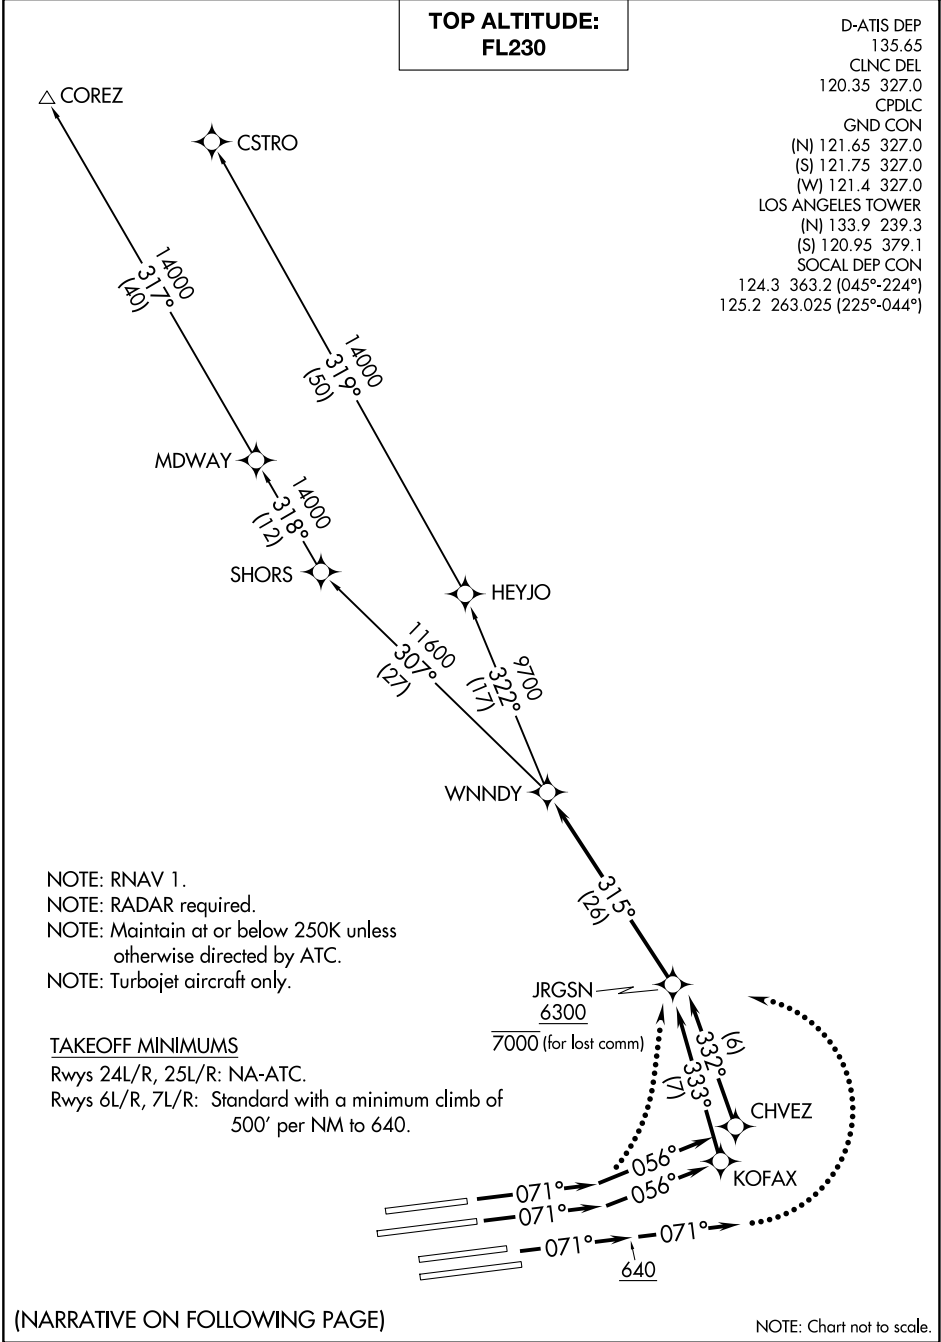 TOP ALTITUDE:
FL230
D-ATIS DEP
135.65
CLNC DEL
120.35 327.0
CPDLC
GND CON
(N) 121.65 327.0
(S) 121.75 327.0
(W) 121.4 327.0
LOS ANGELES TOWER
(N) 133.9 239.3
(S) 120.95 379.1
SOCAL DEP CON
124.3 363.2 (045°-224°)
125.2 263.025 (225°-044°)
COREZ
CSTRO
14000
317°
(40)
14000
319°
(50)
MDWAY
14000
318°
(12)
SHORS
HEYJO
11600
307°
(27)
9700
322°
(17)
WNNDY
315°
(26)
NOTE: RNAV 1.
NOTE: RADAR required.
NOTE: Maintain at or below 250K unless
otherwise directed by ATC.
NOTE: Turbojet aircraft only.
JRGSN
6300
7000 (for lost comm)
(6)
332°
333°
(7)
TAKEOFF MINIMUMS
Rwys 24L/R, 25L/R: NA-ATC.
Rwys 6L/R, 7L/R: Standard with a minimum climb of
500' per NM to 640.
CHVEZ
KOFAX
071° 056°
071° 056°
071° 071°
640
(NARRATIVE ON FOLLOWING PAGE)
NOTE: Chart not to scale.